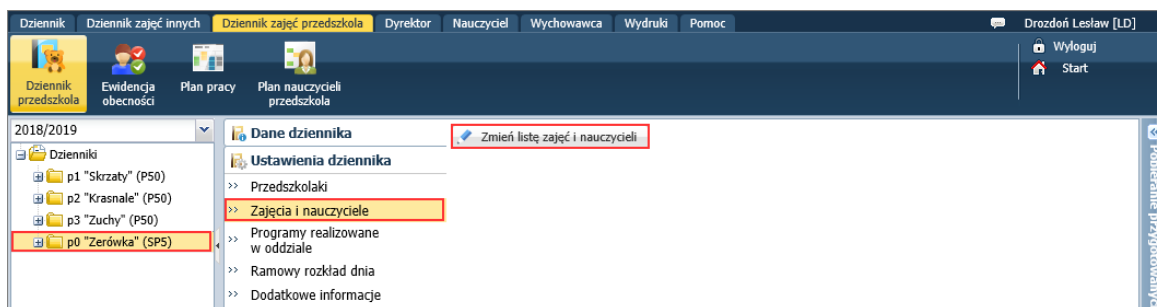 Dziennik Dziennik zajęć innych Dziennik zajęć przedszkola Dyrektor Nauczyciel Wychowawca Wydruki Pomoc Drozdoń Lesław [LD]
Wyloguj
Start
Dziennik przedszkola
Ewidencja obecności
Plan pracy
Plan nauczycieli przedszkola
2018/2019
Dzienniki
p1 "Skrzaty" (P50)
p2 "Krasnale" (P50)
p3 "Zuchy" (P50)
p0 "Zerówka" (SP5)
Dane dziennika
Ustawienia dziennika
>> Przedszkolaki
>> Zajęcia i nauczyciele
>> Programy realizowane
w oddziale
>> Ramowy rozkład dnia
>> Dodatkowe informacje
Zmień listę zajęć i nauczycieli
Pobieranie przygotowanych